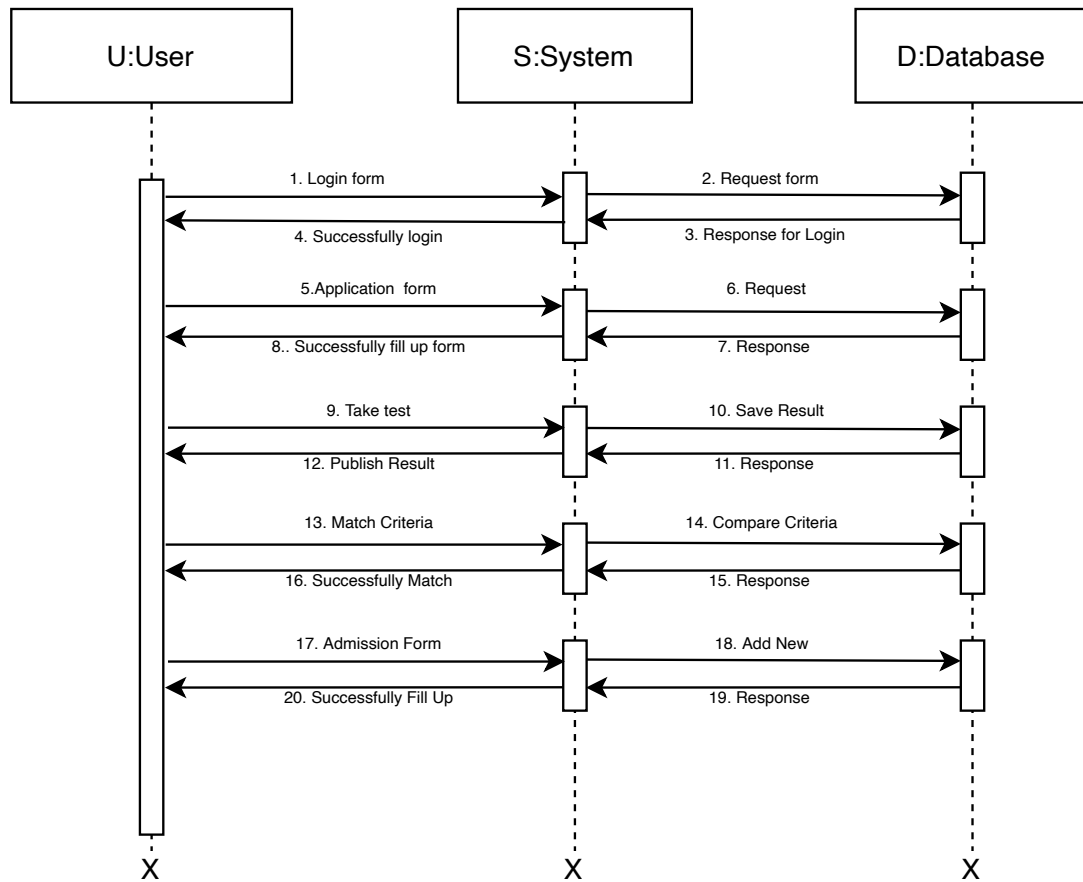 U:User
S:System
D:Database
1. Login form
2. Request form
4. Successfully login
3. Response for Login
5.Application  form
6. Request
8.. Successfully fill up form
7. Response
9. Take test
10. Save Result
12. Publish Result
11. Response
13. Match Criteria
14. Compare Criteria
16. Successfully Match
15. Response
17. Admission Form
18. Add New
20. Successfully Fill Up
19. Response
X
X
X